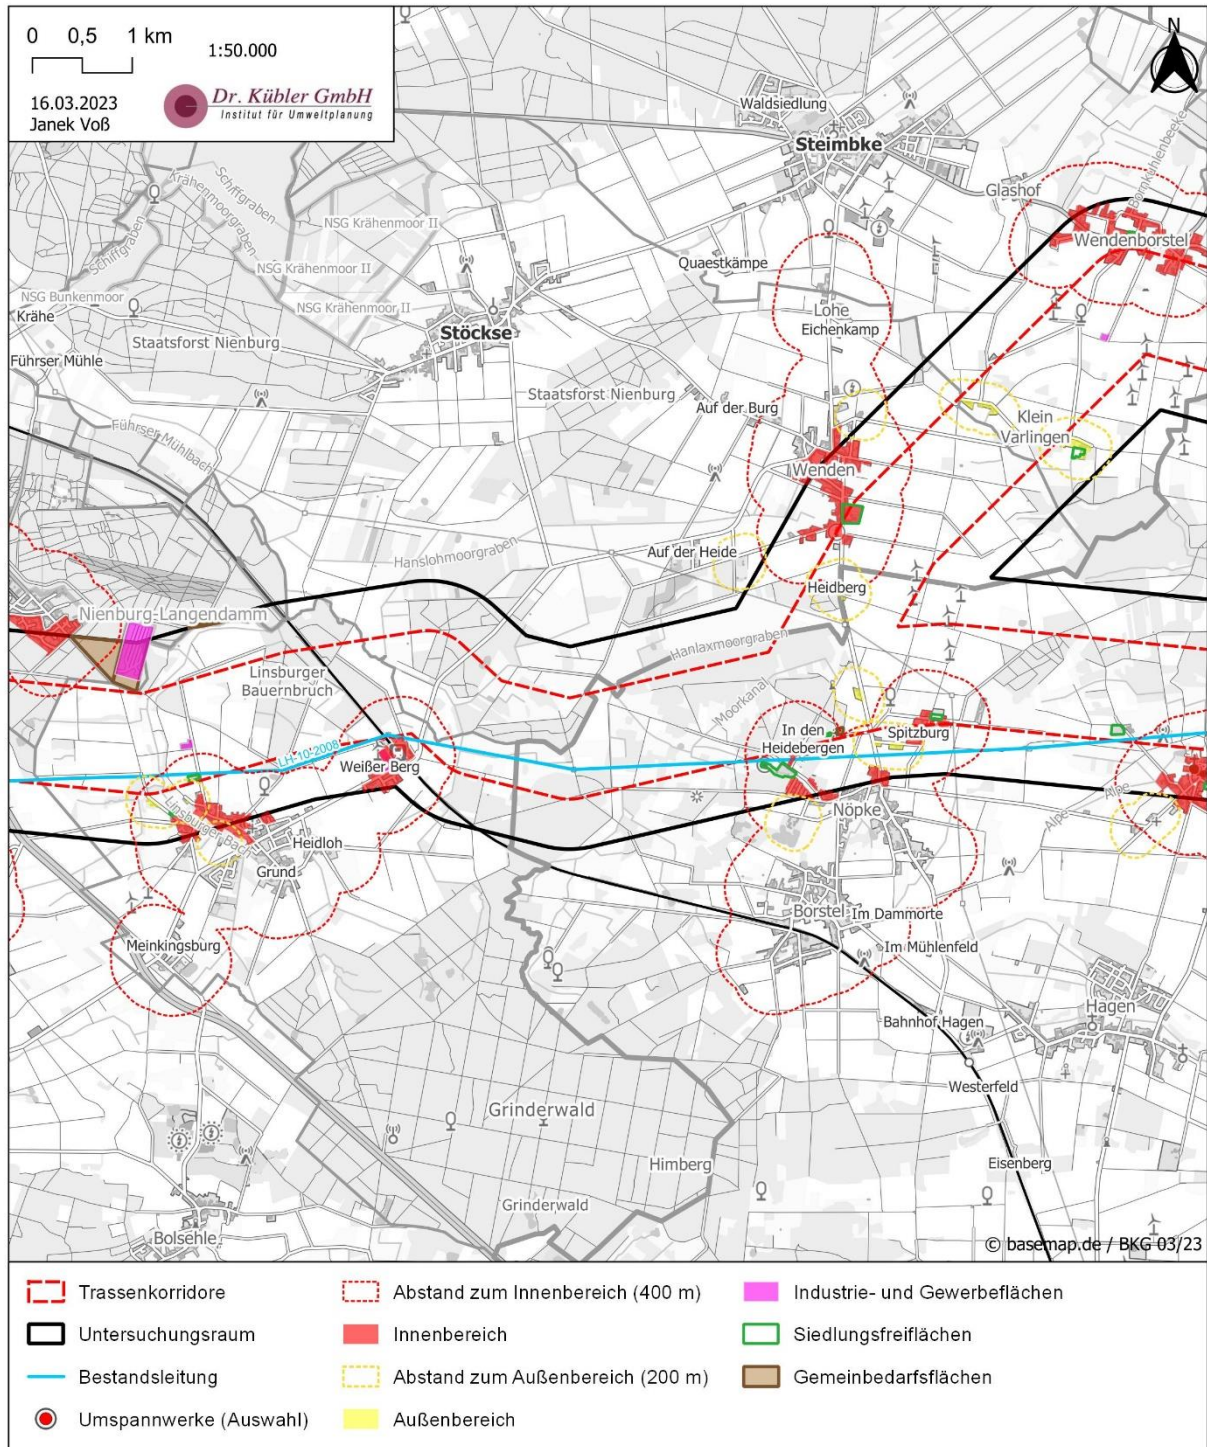 0 0,5 1 km
1:50.000
16.03.2023
Janek Voß
Dr. Kübler GmbH
Institut für Umweltplanung
N
Waldsiedlung
Steimbke
Glashof
Bornkuhlenbeeke
Wendenborstel
Krähenmoorgraben
Schiffgraben
Schiffgraben
NSG Krähenmoor II
NSG Krähenmoor II
NSG Krähenmoor II
NSG Bunkenmoor
Krähe
Quaestkämpe
Lohe
Eichenkamp
Stöckse
Staatsforst Nienburg
Führser Mühle
Staatsforst Nienburg
Auf der Burg
Klein
Varlingen
Führser Mühlbach
Wenden
Hanslohmoorgraben
Auf der Heide
Heidberg
Nienburg-Langendamm
Hanlaxmoorgraben
Linsburger
Bauernbruch
Moorkanal
In den
Heidebergen
Spitzburg
LH-10-2008
Weißer Berg
Nöpke
Alpe
Alpe
Heidloh
Grund
Borstel
Im Dammorte
Meinkingsburg
Im Mühlenfeld
Hagen
Bahnhof Hagen
Westerfeld
Grinderwald
Himberg
Eisenberg
Grinderwald
Bolsehle
© basemap.de / BKG 03/23
Trassenkorridore
Abstand zum Innenbereich (400 m)
Industrie- und Gewerbeflächen
Untersuchungsraum
Innenbereich
Siedlungsfreiflächen
Bestandsleitung
Abstand zum Außenbereich (200 m)
Gemeinbedarfsflächen
Umspannwerke (Auswahl)
Außenbereich